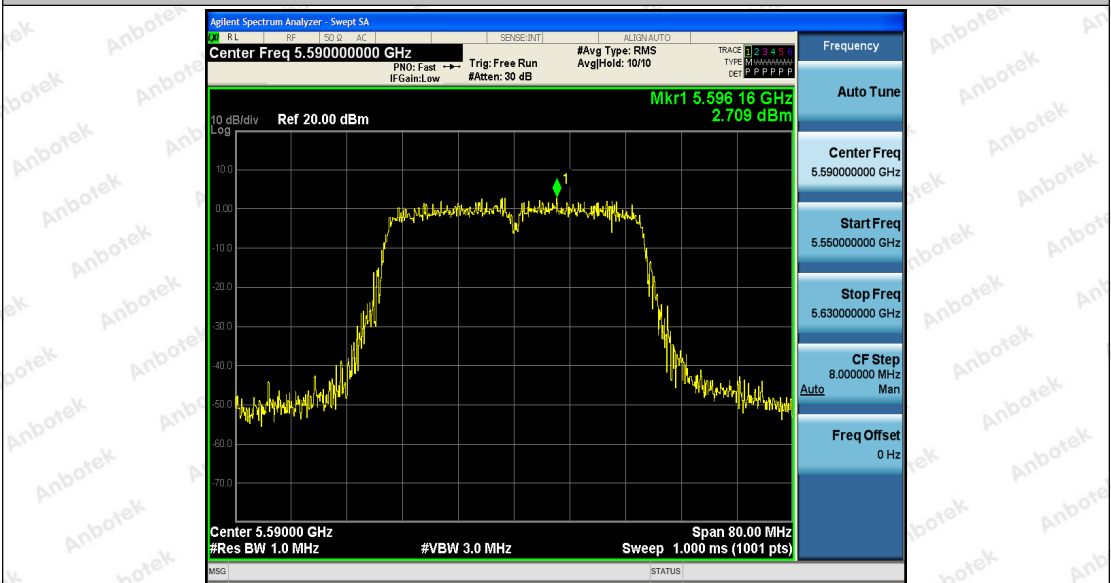 Agilent Spectrum Analyzer - Swept SA
RL RF 50 Ω AC SENSE:INT ALIGNAUTO
Center Freq 5.590000000 GHz
PNO: Fast
IFGain:Low
Trig: Free Run
#Atten: 30 dB
#Avg Type: RMS
Avg|Hold: 10/10
TRACE 1 2 3 4 5 6
TYPE M
DET P P P P P P
Mkr1 5.596 16 GHz
2.709 dBm
10 dB/div Ref 20.00 dBm
Log
1
10.0
0.00
-10.0
-20.0
-30.0
-40.0
-50.0
-60.0
-70.0
Center 5.59000 GHz Span 80.00 MHz
#Res BW 1.0 MHz #VBW 3.0 MHz Sweep 1.000 ms (1001 pts)
MSG STATUS
Frequency
Auto Tune
Center Freq
5.590000000 GHz
Start Freq
5.550000000 GHz
Stop Freq
5.630000000 GHz
CF Step
8.000000 MHz
Auto Man
Freq Offset
0 Hz
Anbotek